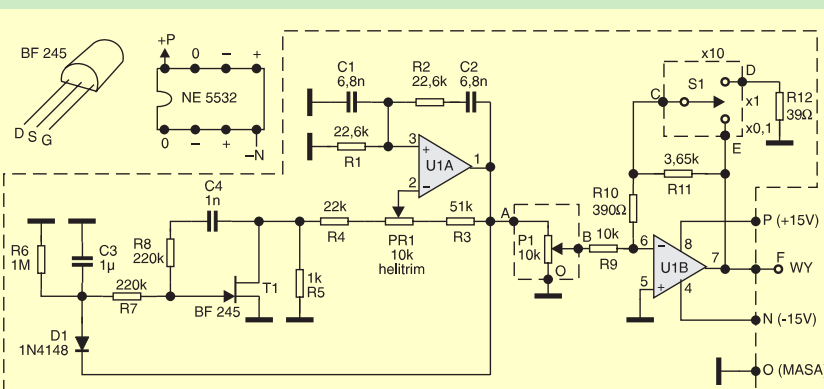 BF 245
D S G
+P 0 − +
NE 5532
0 − + −N
C1
6,8n
R2
22,6k
C2
6,8n
22,6k
R1
3
+
2
−
U1A
1
C4
1n
R6
1M
C3
1µ
R8
220k
220k
R7
T1
BF 245
D1
1N4148
1k
R5
22k
R4
PR1
10k
helitrim
51k
R3
A
P1
10k
B
O
10k
R9
R10
390Ω
3,65k
R11
x10
S1
C
D
x1
x0,1
E
R12
39Ω
6
−
5
+
U1B
8
7
4
P (+15V)
F
WY
N (-15V)
O (MASA)